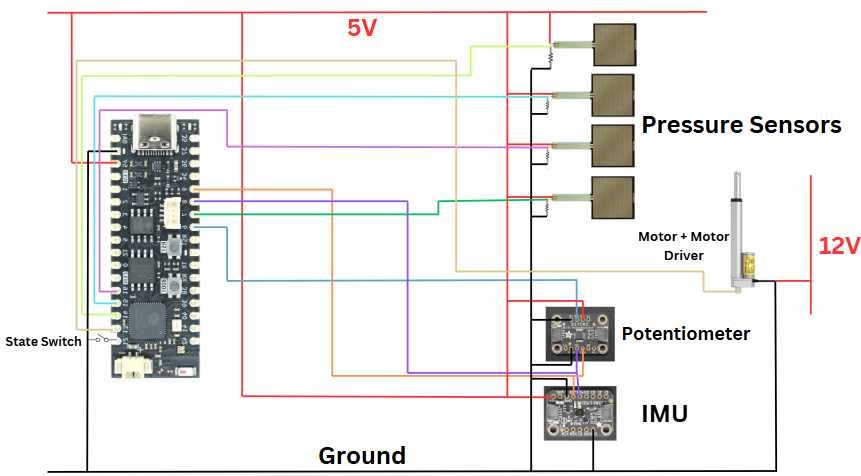 5V
Pressure Sensors
Motor + Motor
Driver
12V
Potentiometer
State Switch
IMU
Ground